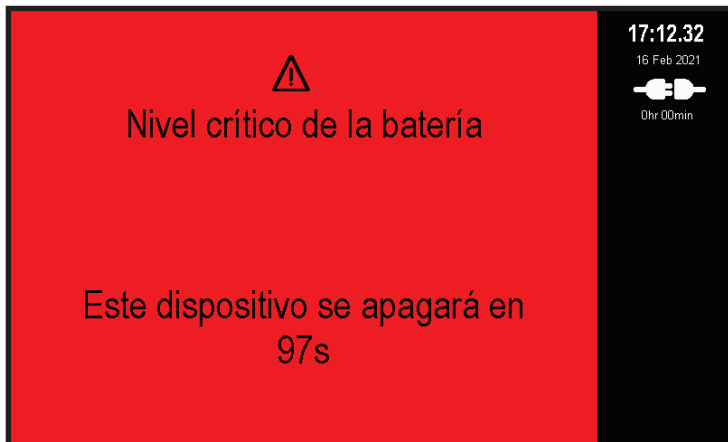 Nivel crítico de la batería
Este dispositivo se apagará en
97s
17:12.32
16 Feb 2021
0hr 00min